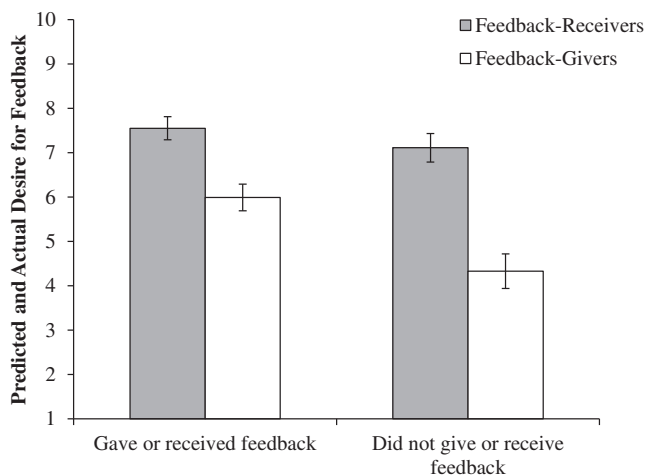 Predicted and Actual Desire for Feedback
10
9
8
7
6
5
4
3
2
1
Feedback-Receivers
Feedback-Givers
Gave or received feedback
Did not give or receive
feedback